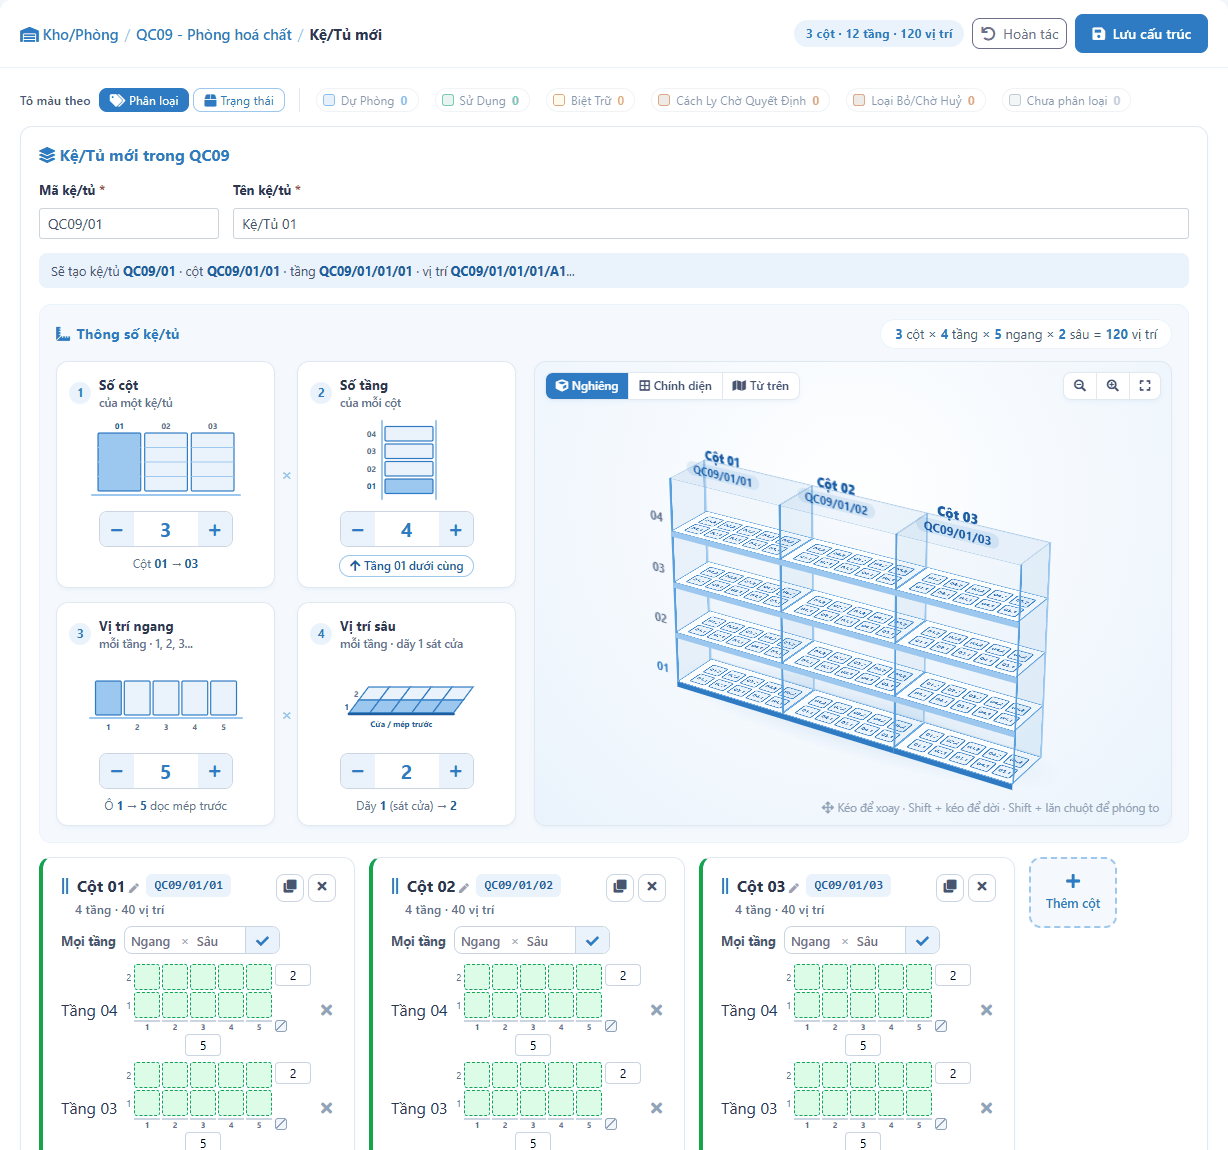 Kho/Phòng / QC09 - Phòng hoá chất / Kệ/Tủ mới
3 cột · 12 tầng · 120 vị trí
Hoàn tác
Lưu cấu trúc
Tô màu theo
Phân loại
Trạng thái
Dự Phòng 0
Sử Dụng 0
Biệt Trữ 0
Cách Ly Chờ Quyết Định 0
Loại Bỏ/Chờ Huỷ 0
Chưa phân loại 0
Kệ/Tủ mới trong QC09
Mã kệ/tủ *
Tên kệ/tủ *
QC09/01
Kệ/Tủ 01
Sẽ tạo kệ/tủ QC09/01 · cột QC09/01/01 · tầng QC09/01/01/01 · vị trí QC09/01/01/01/A1...
Thông số kệ/tủ
3 cột × 4 tầng × 5 ngang × 2 sâu = 120 vị trí
1
Số cột
của một kệ/tủ
01 02 03
− 3 +
Cột 01 → 03
×
2
Số tầng
của mỗi cột
04
03
02
01
− 4 +
↑ Tầng 01 dưới cùng
3
Vị trí ngang
mỗi tầng · 1, 2, 3...
1 2 3 4 5
− 5 +
Ô 1 → 5 dọc mép trước
×
4
Vị trí sâu
mỗi tầng · dãy 1 sát cửa
2
1
Cửa / mép trước
− 2 +
Dãy 1 (sát cửa) → 2
Nghiêng
Chính diện
Từ trên
Cột 01
QC09/01/01
Cột 02
QC09/01/02
Cột 03
QC09/01/03
04
03
02
01
Kéo để xoay · Shift + kéo để dời · Shift + lăn chuột để phóng to
Cột 01
QC09/01/01
4 tầng · 40 vị trí
Mọi tầng
Ngang × Sâu
2
2
1
Tầng 04
1 2 3 4 5
5
2
2
1
Tầng 03
1 2 3 4 5
5
Cột 02
QC09/01/02
4 tầng · 40 vị trí
Mọi tầng
Ngang × Sâu
2
2
1
Tầng 04
1 2 3 4 5
5
2
2
1
Tầng 03
1 2 3 4 5
5
Cột 03
QC09/01/03
4 tầng · 40 vị trí
Mọi tầng
Ngang × Sâu
2
2
1
Tầng 04
1 2 3 4 5
5
2
2
1
Tầng 03
1 2 3 4 5
5
+
Thêm cột